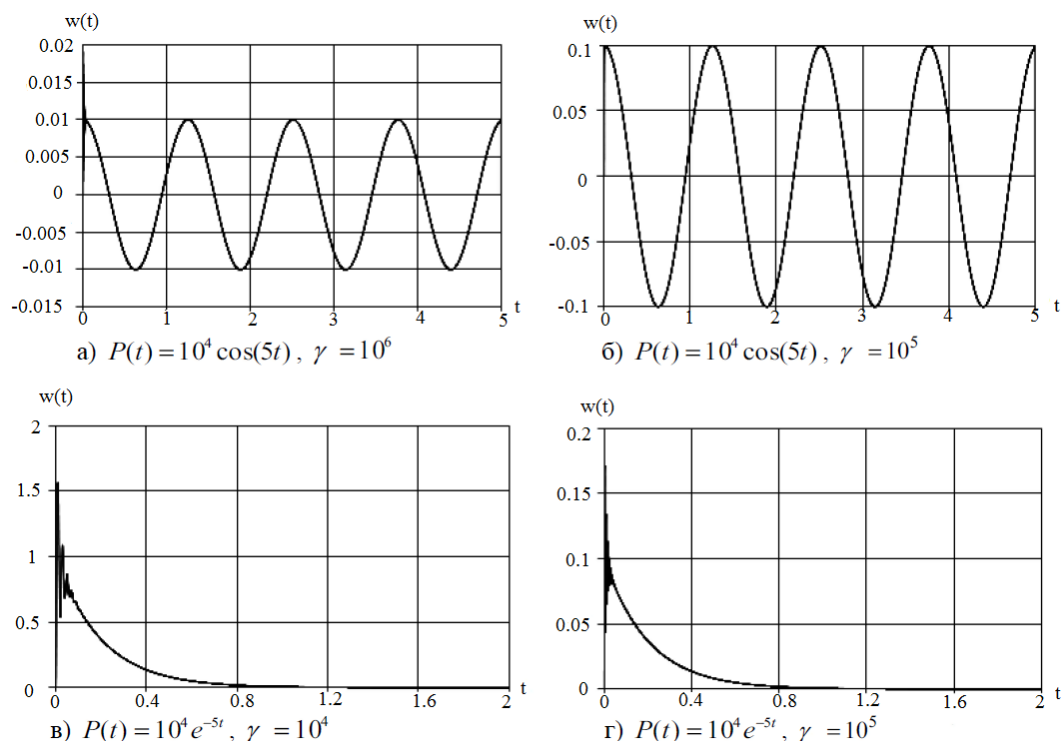 w(t)
0.02
0.015
0.01
0.005
0
-0.005
-0.01
-0.015
0 1 2 3 4 5 t
а) P(t) = 10⁴ cos(5t) , γ = 10⁶
w(t)
0.1
0.05
0
-0.05
-0.1
0 1 2 3 4 5 t
б) P(t) = 10⁴ cos(5t) , γ = 10⁵
w(t)
2
1.5
1
0.5
0
0 0.4 0.8 1.2 1.6 2 t
в) P(t) = 10⁴ e⁻⁵ᵗ , γ = 10⁴
w(t)
0.2
0.15
0.1
0.05
0
0 0.4 0.8 1.2 1.6 2 t
г) P(t) = 10⁴ e⁻⁵ᵗ , γ = 10⁵